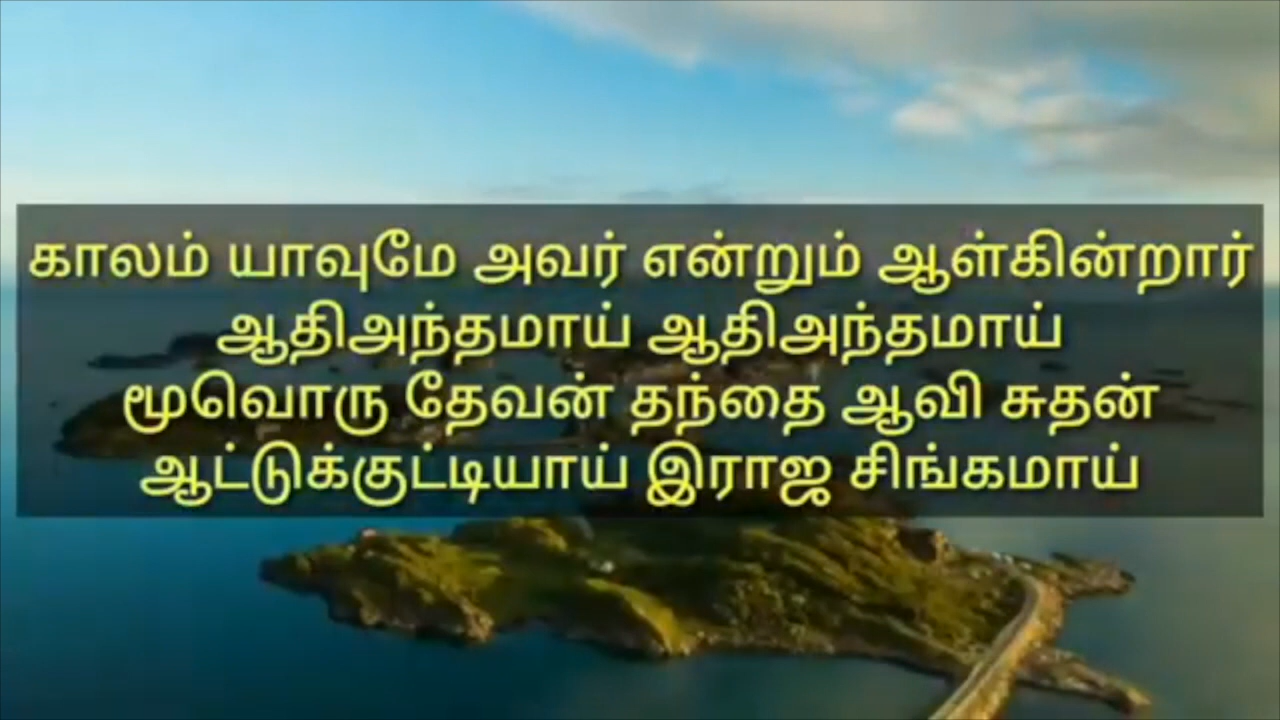 காலம் யாவுமே அவர் என்றும் ஆள்கின்றார்
ஆதிஅந்தமாய் ஆதிஅந்தமாய்
மூவொரு தேவன் தந்தை ஆவி சுதன்
ஆட்டுக்குட்டியாய் இராஜ சிங்கமாய்